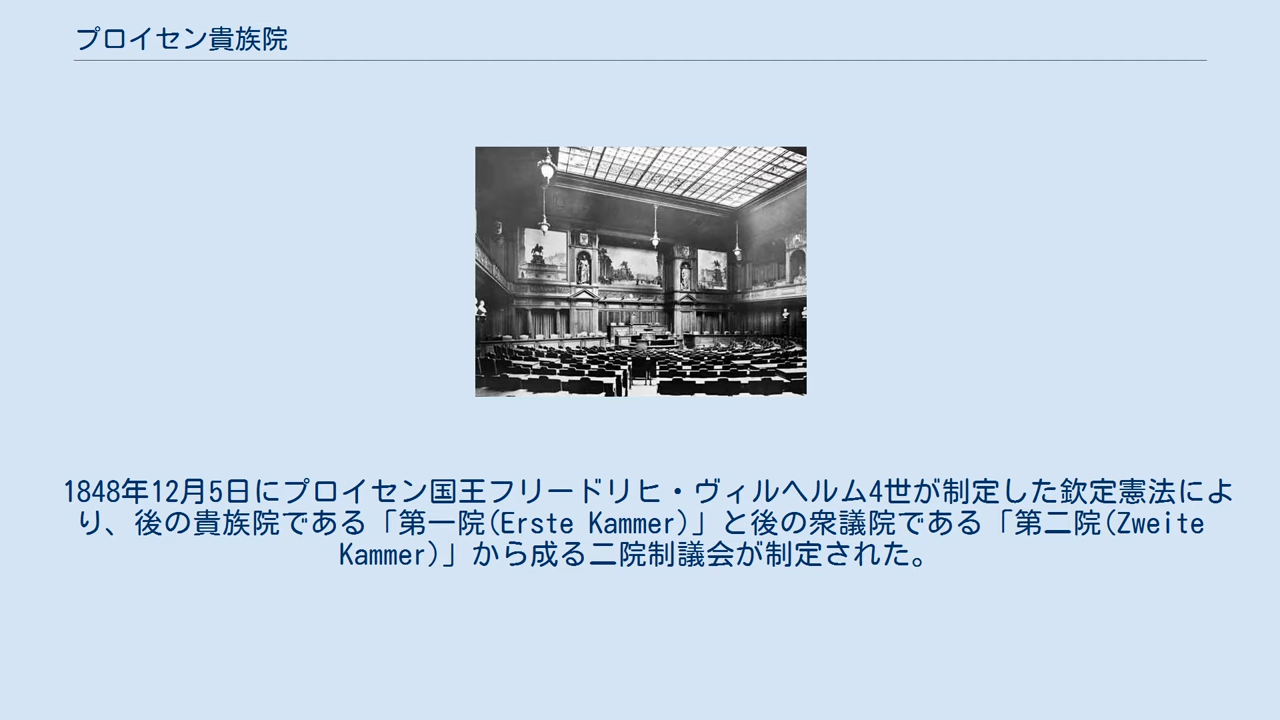 プロイセン貴族院
1848年12月5日にプロイセン国王フリードリヒ・ヴィルヘルム4世が制定した欽定憲法によ
り、後の貴族院である「第一院(Erste Kammer)」と後の衆議院である「第二院(Zweite
Kammer)」から成る二院制議会が制定された。